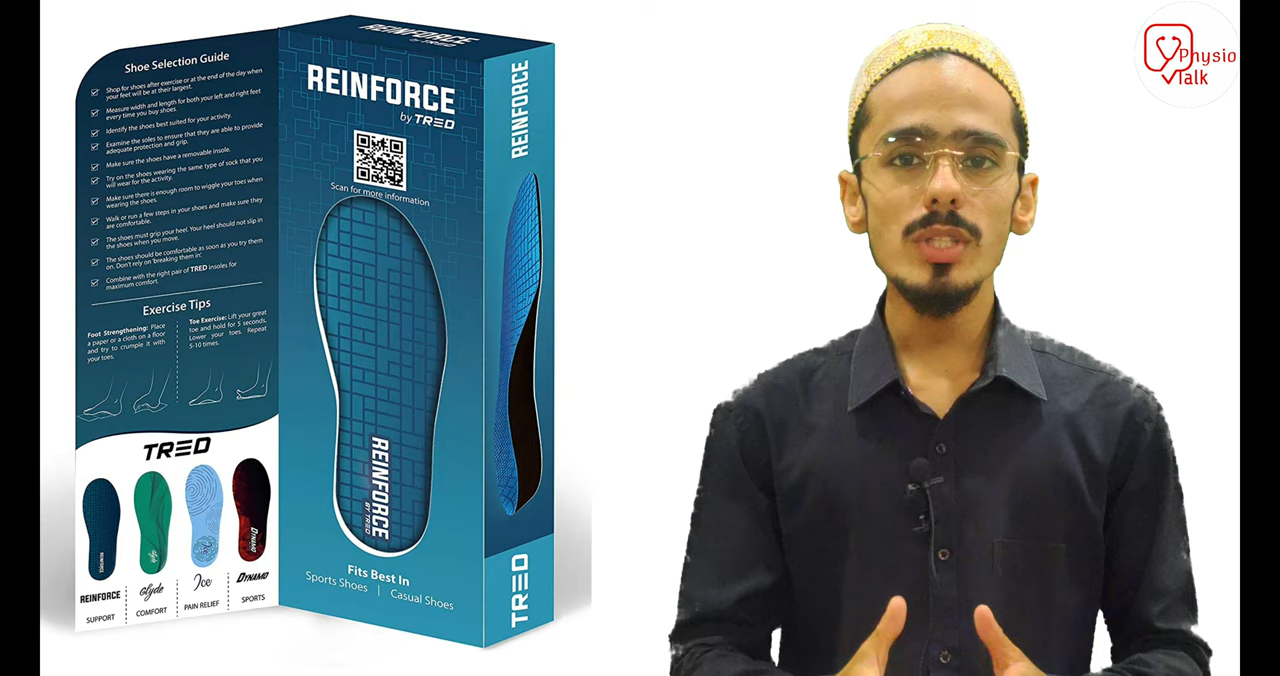 Shoe Selection Guide
Shop for shoes after exercise or at the end of the day when
your feet will be at their largest.
Measure width and length for both your left and right feet
every time you buy shoes.
Identify the shoes best suited for your activity.
Examine the soles to ensure that they are able to provide
adequate protection and grip.
Make sure the shoes have a removable insole.
Try on the shoes wearing the same type of sock that you
will wear for the activity.
Make sure there is enough room to wiggle your toes when
wearing the shoes.
Walk or run a few steps in your shoes and make sure they
are comfortable.
The shoes must grip your heel. Your heel should not slip in
the shoes when you move.
The shoes should be comfortable as soon as you try them
on. Don't rely on 'breaking them in'.
Combine with the right pair of TRED insoles for
maximum comfort.
Exercise Tips
Foot Strengthening: Place
a paper or a cloth on a floor
and try to crumple it with
your toes.
Toe Exercise: Lift your great
toe and hold for 5 seconds.
Lower your toes. Repeat
5-10 times.
TRED
REINFORCE
Glyde
Ice
DYNAMO
REINFORCE
SUPPORT
Glyde
COMFORT
Ice
PAIN RELIEF
DYNAMO
SPORTS
REINFORCE
by TRED
REINFORCE
by TRED
Scan for more information
REINFORCE
BY TRED
Fits Best In
Sports Shoes | Casual Shoes
REINFORCE
TRED
Physio
Talk